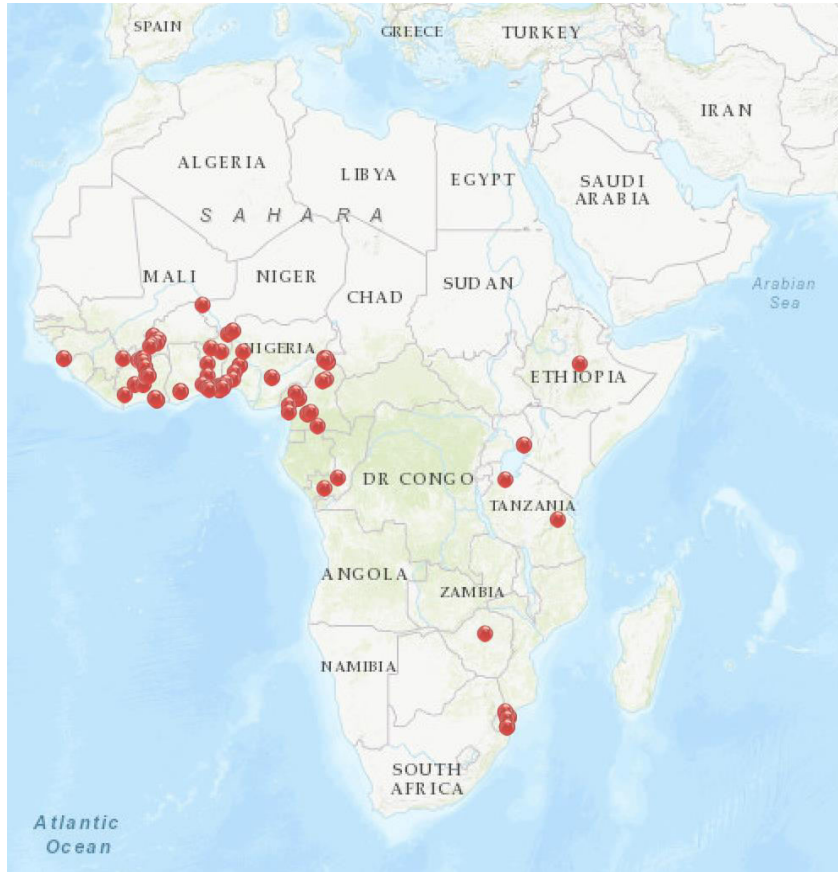 SPAIN
GREECE
TURKEY
IRAN
ALGERIA
LIBYA
EGYPT
SAUDI
ARABIA
SAHARA
MALI
NIGER
CHAD
SUDAN
Arabian
Sea
NIGERIA
ETHIOPIA
DR CONGO
TANZANIA
ANGOLA
ZAMBIA
NAMIBIA
SOUTH
AFRICA
Atlantic
Ocean